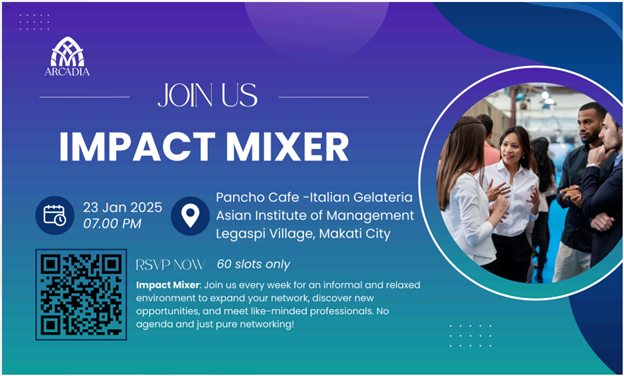 ARCADIA
JOIN US
IMPACT MIXER
23 Jan 2025
07.00 PM
Pancho Cafe -Italian Gelateria
Asian Institute of Management
Legaspi Village, Makati City
RSVP NOW 60 slots only
Impact Mixer: Join us every week for an informal and relaxed
environment to expand your network, discover new
opportunities, and meet like-minded professionals. No
agenda and just pure networking!